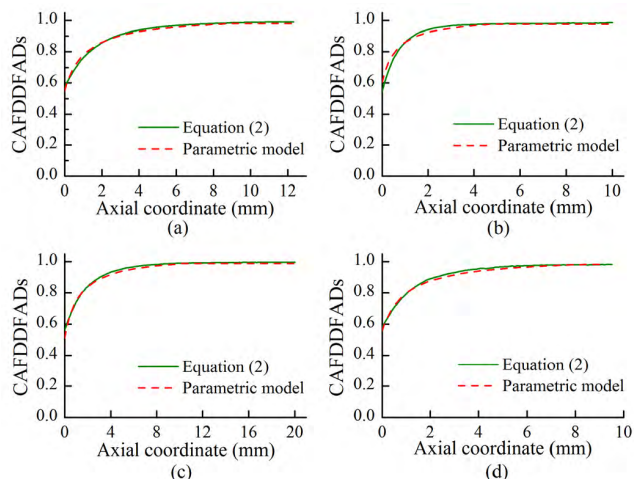 CAFDDFADs
1.0
0.8
0.6
0.4
0.2
0.0
Equation (2)
Parametric model
0 2 4 6 8 10 12
Axial coordinate (mm)
(a)
CAFDDFADs
1.0
0.8
0.6
0.4
0.2
0.0
Equation (2)
Parametric model
0 2 4 6 8 10
Axial coordinate (mm)
(b)
CAFDDFADs
1.0
0.8
0.6
0.4
0.2
0.0
Equation (2)
Parametric model
0 4 8 12 16 20
Axial coordinate (mm)
(c)
CAFDDFADs
1.0
0.8
0.6
0.4
0.2
0.0
Equation (2)
Parametric model
0 2 4 6 8 10
Axial coordinate (mm)
(d)